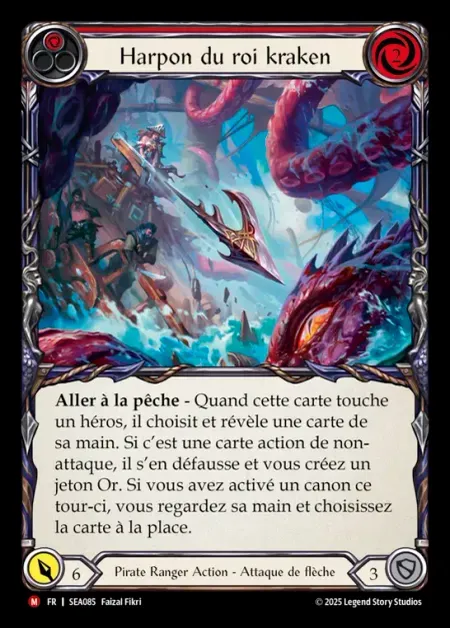 Harpon du roi kraken
2
Aller à la pêche - Quand cette carte touche
un héros, il choisit et révèle une carte de
sa main. Si c'est une carte action de non-
attaque, il s'en défausse et vous créez un
jeton Or. Si vous avez activé un canon ce
tour-ci, vous regardez sa main et choisissez
la carte à la place.
6
Pirate Ranger Action - Attaque de flèche
3
M FR | SEA085 Faizal Fikri
© 2025 Legend Story Studios